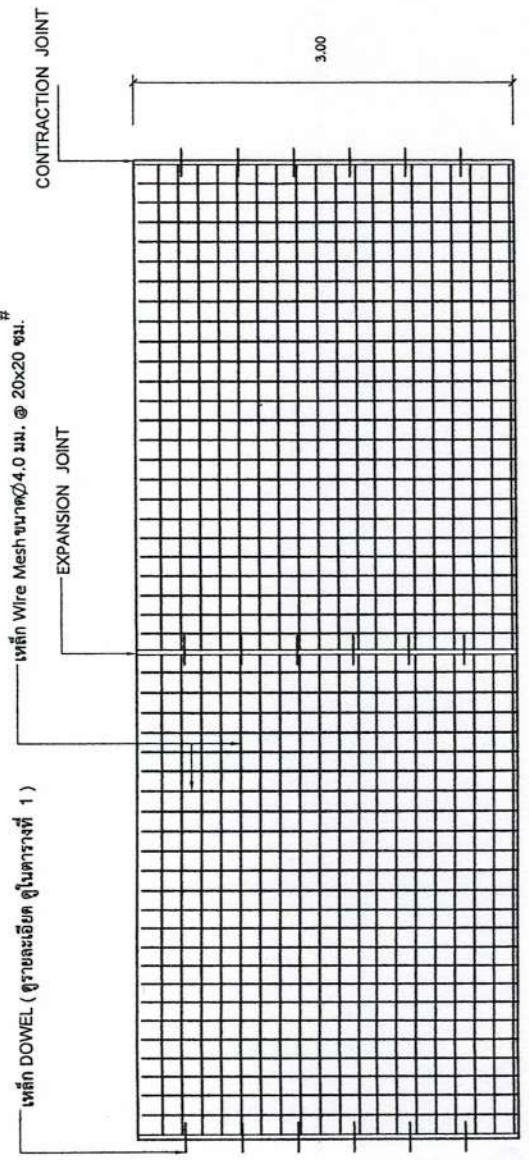 เหล็ก DOWEL ( ดูรายละเอียด ดูในตารางที่ 1 )
เหล็ก Wire Mesh ขนาด∅4.0 มม. @ 20x20 ซม.#
EXPANSION JOINT
CONTRACTION JOINT
3.00